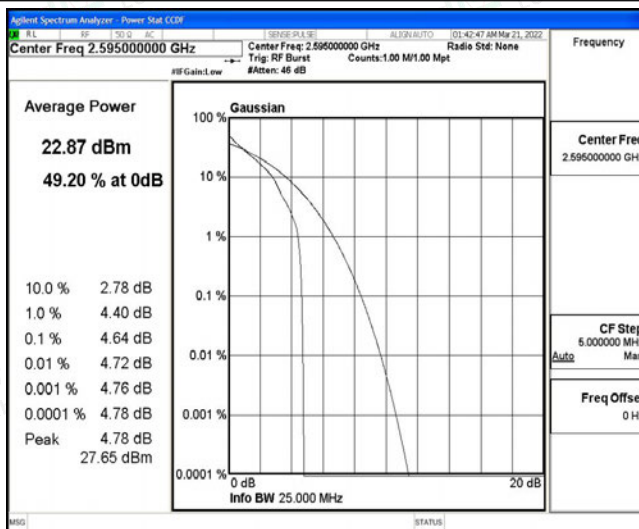 Agilent Spectrum Analyzer - Power Stat CCDF
RL RF 50 Ω AC SENSE:PULSE ALIGN AUTO 01:42:47 AM Mar 21, 2022
Center Freq 2.595000000 GHz
Center Freq: 2.595000000 GHz Radio Std: None
Trig: RF Burst Counts:1.00 M/1.00 Mpt
#IFGain:Low #Atten: 46 dB
Frequency
Average Power
22.87 dBm
49.20 % at 0dB
10.0 % 2.78 dB
1.0 % 4.40 dB
0.1 % 4.64 dB
0.01 % 4.72 dB
0.001 % 4.76 dB
0.0001 % 4.78 dB
Peak 4.78 dB
27.65 dBm
Gaussian
100 %
10 %
1 %
0.1 %
0.01 %
0.001 %
0.0001 %
0 dB 20 dB
Info BW 25.000 MHz
Center Fre
2.595000000 GH
CF Ste
5.000000 MH
Auto Ma
Freq Offse
0 H
MSG STATUS